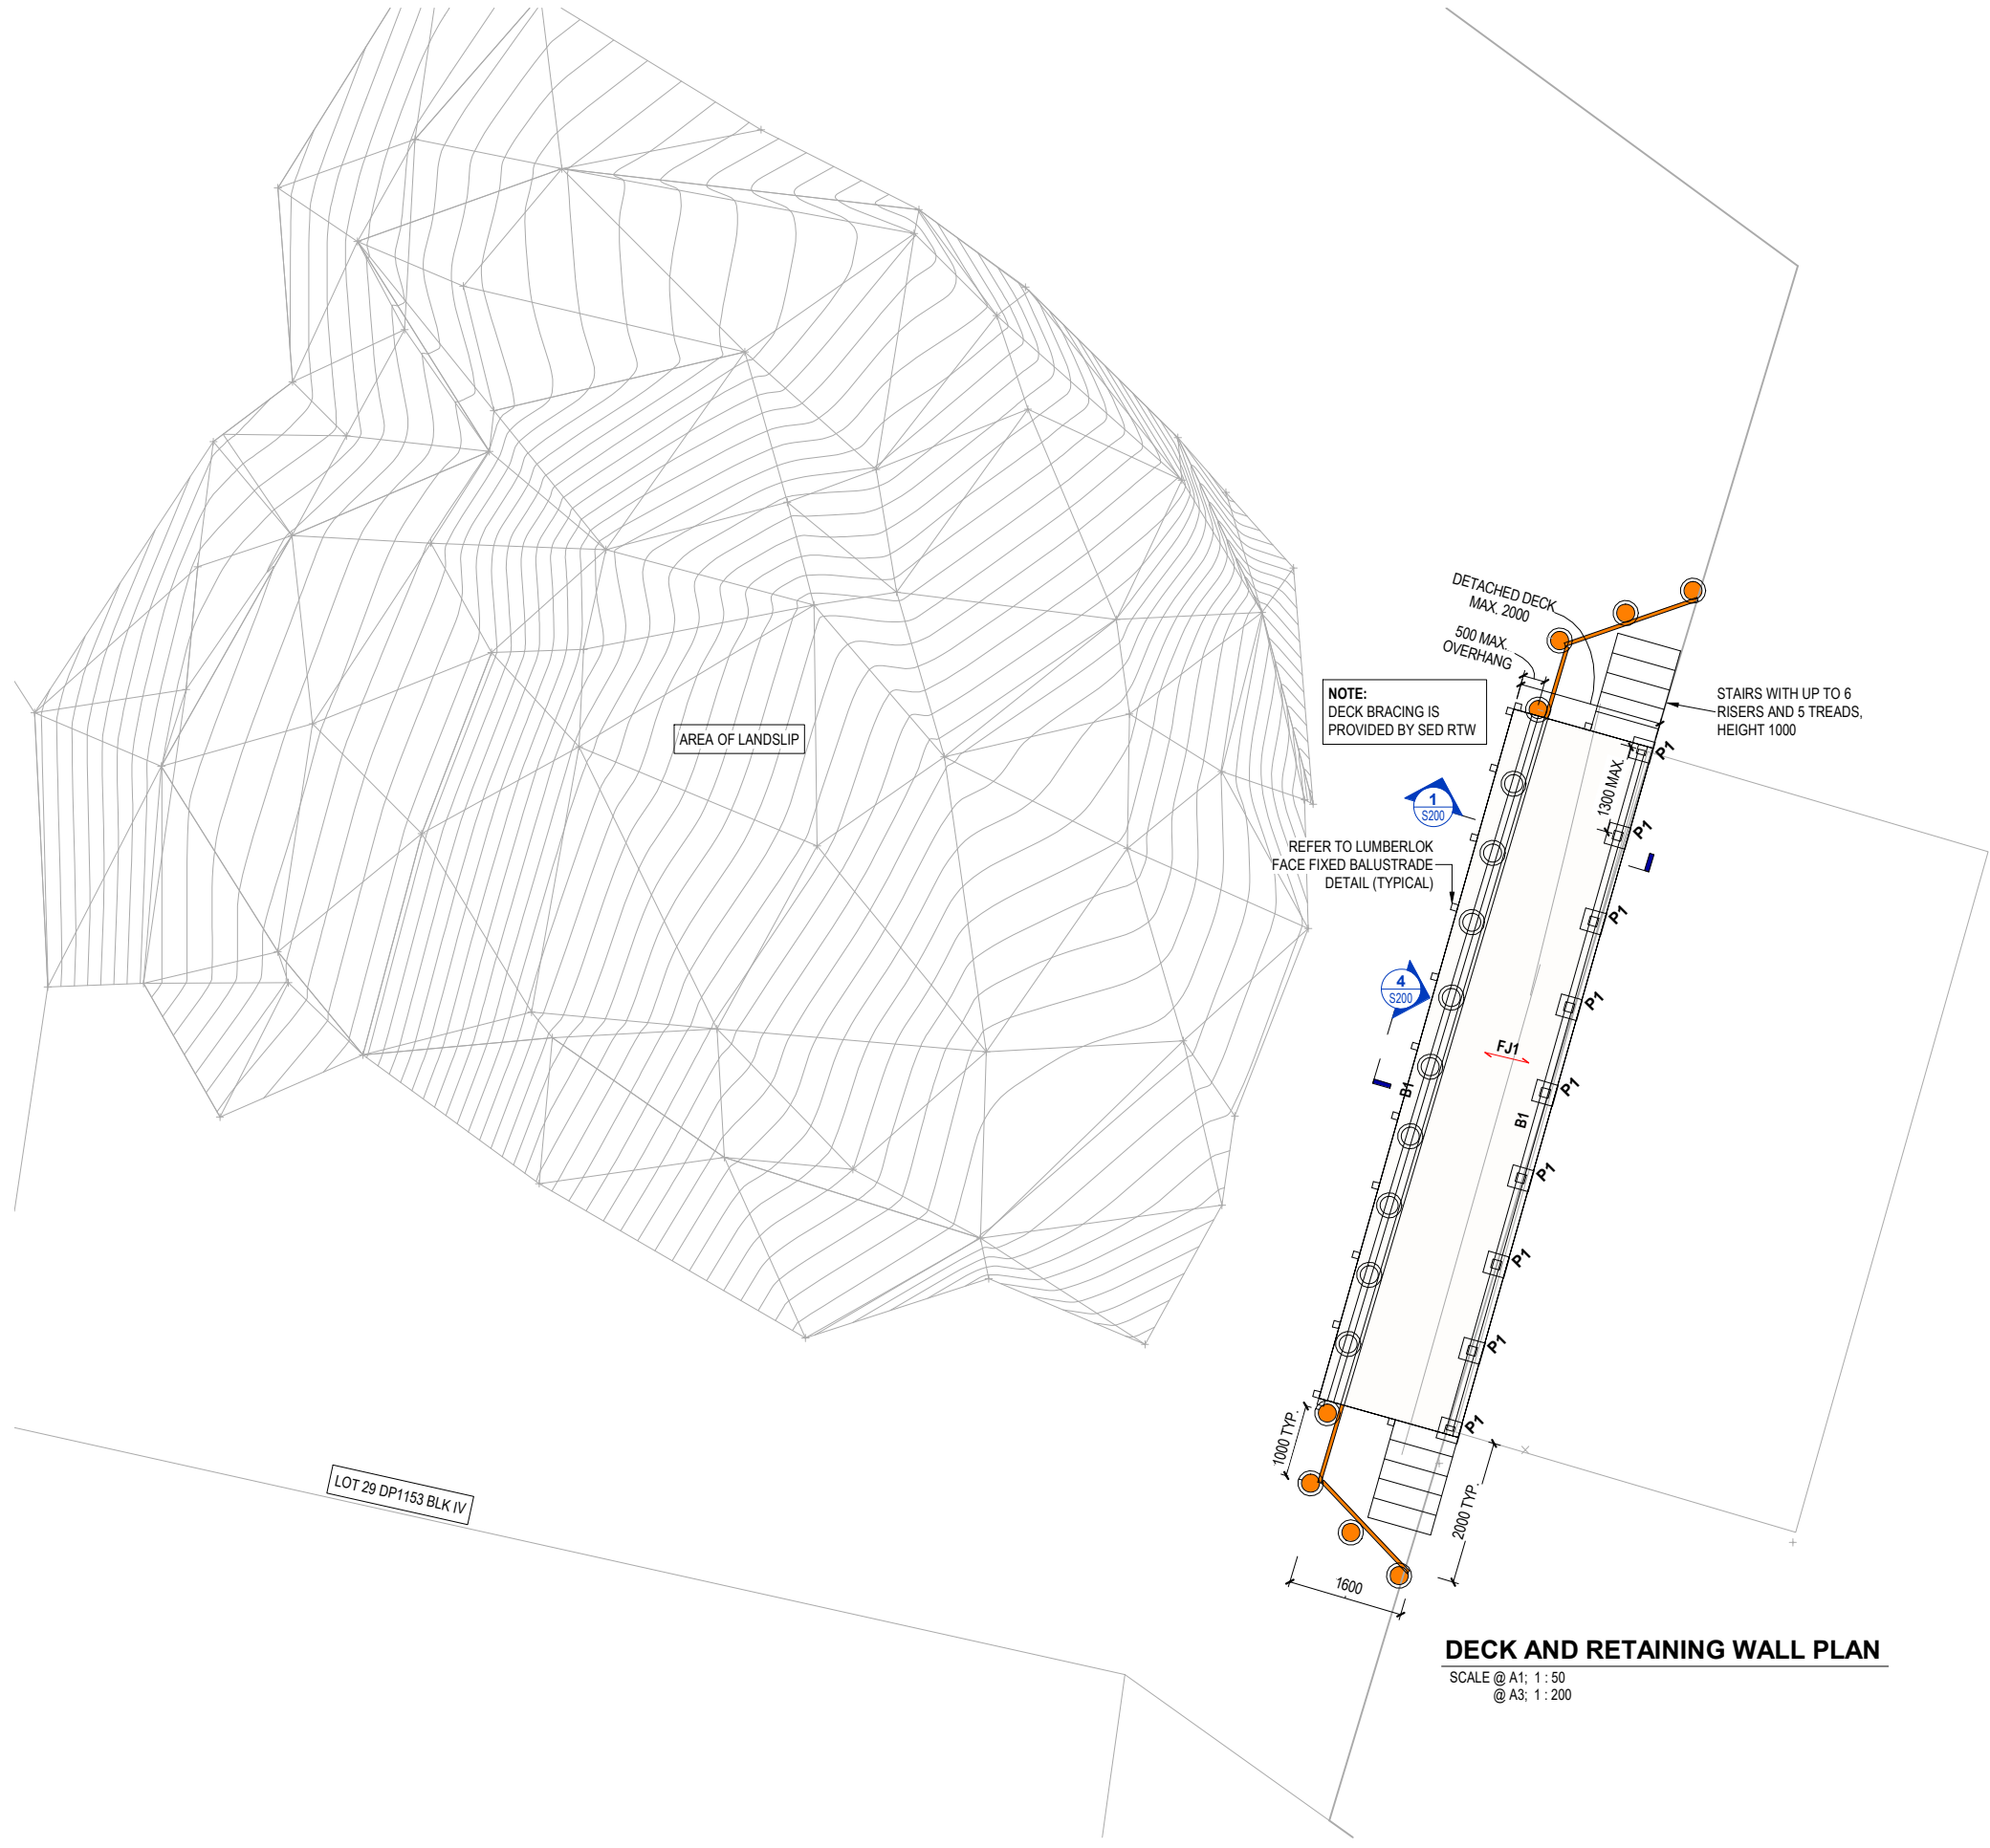 DETACHED DECK
MAX. 2000
500 MAX.
OVERHANG
NOTE:
DECK BRACING IS
PROVIDED BY SED RTW
STAIRS WITH UP TO 6
RISERS AND 5 TREADS,
HEIGHT 1000
AREA OF LANDSLIP
P1
1300 MAX.
1
S200
P1
REFER TO LUMBERLOK
FACE FIXED BALUSTRADE
DETAIL (TYPICAL)
P1
4
S200
P1
FJ1
B1
P1
B1
P1
P1
P1
P1
1000 TYP.
LOT 29 DP1153 BLK IV
2000 TYP.
1600
DECK AND RETAINING WALL PLAN
SCALE @ A1; 1 : 50
@ A3; 1 : 200